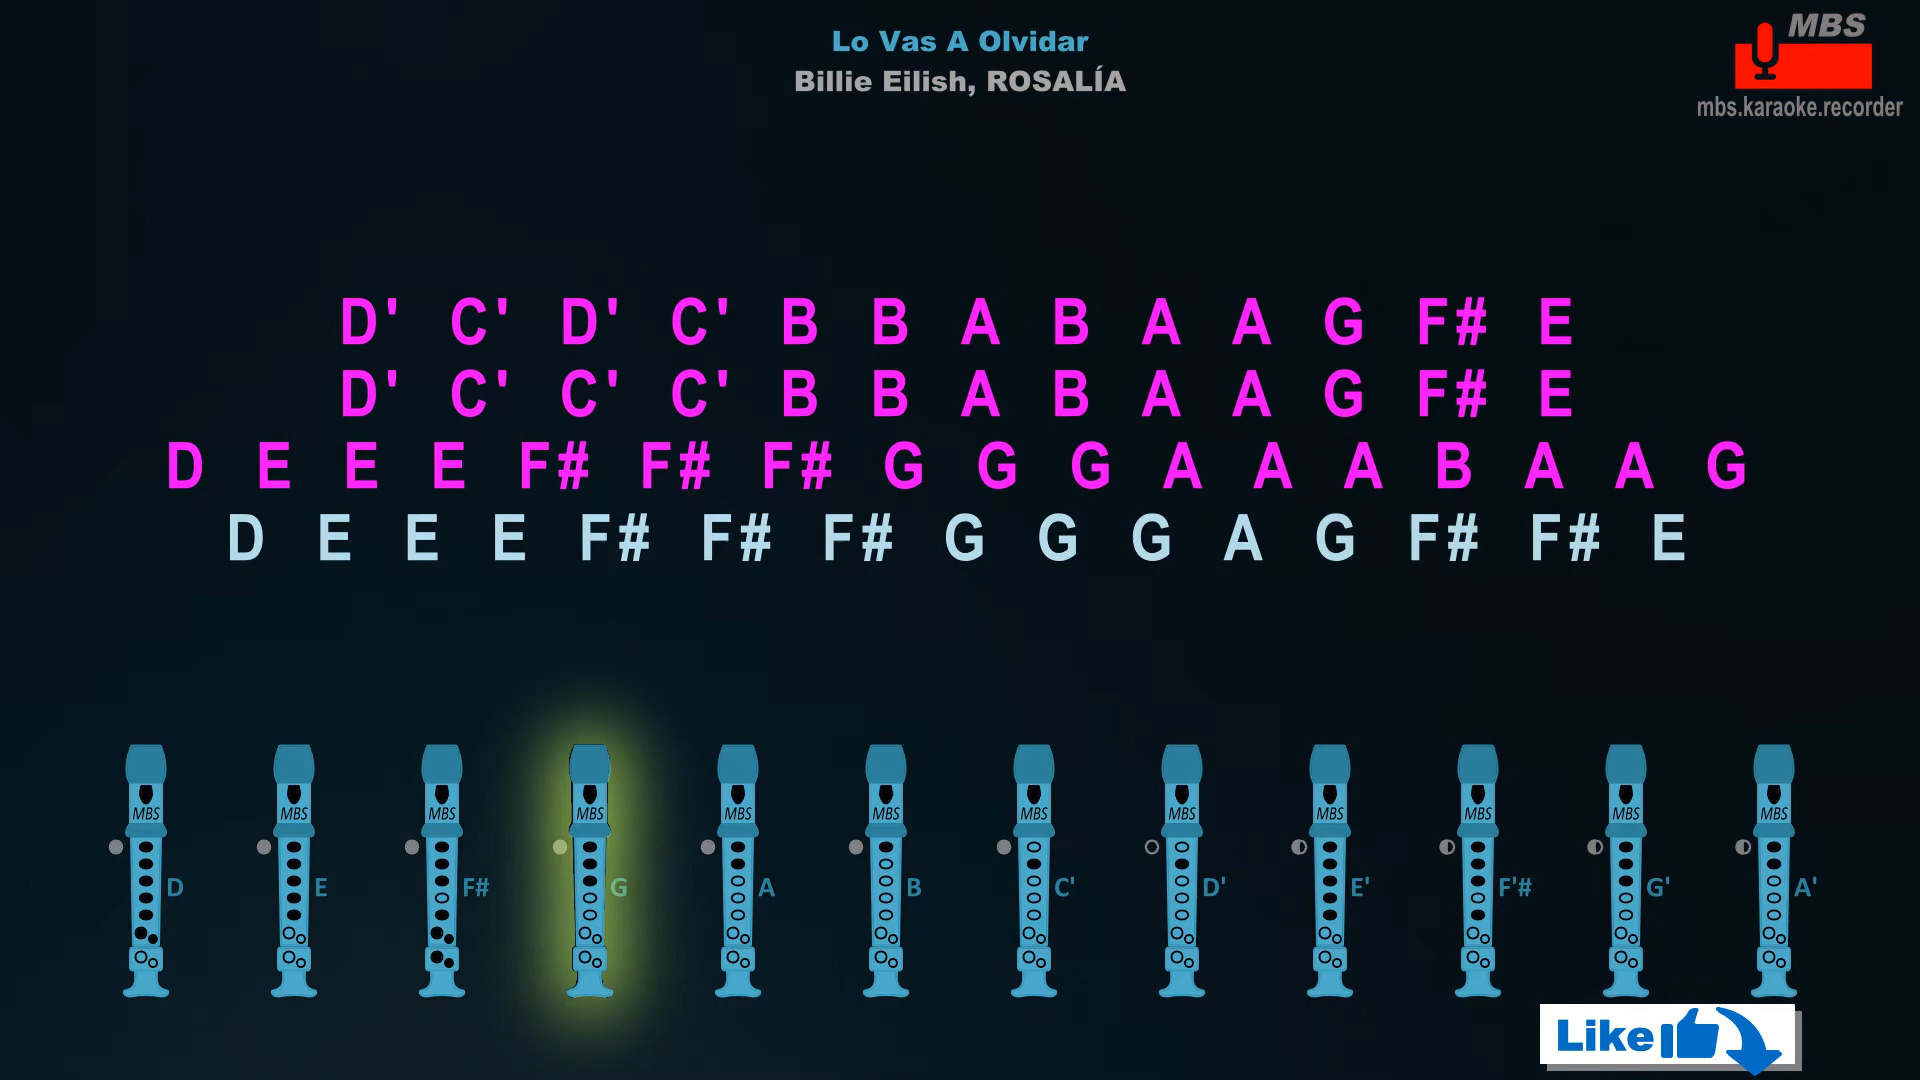 Lo Vas A Olvidar
Billie Eilish, ROSALÍA
MBS
mbs.karaoke.recorder
D' C' D' C' B B A B A A G F# E
D' C' C' C' B B A B A A G F# E
D E E E F# F# F# G G G A A A B A A G
D E E E F# F# F# G G G A G F# F# E
MBS MBS MBS MBS MBS MBS MBS MBS MBS MBS MBS MBS
D E F# G A B C' D' E' F'# G' A'
Like